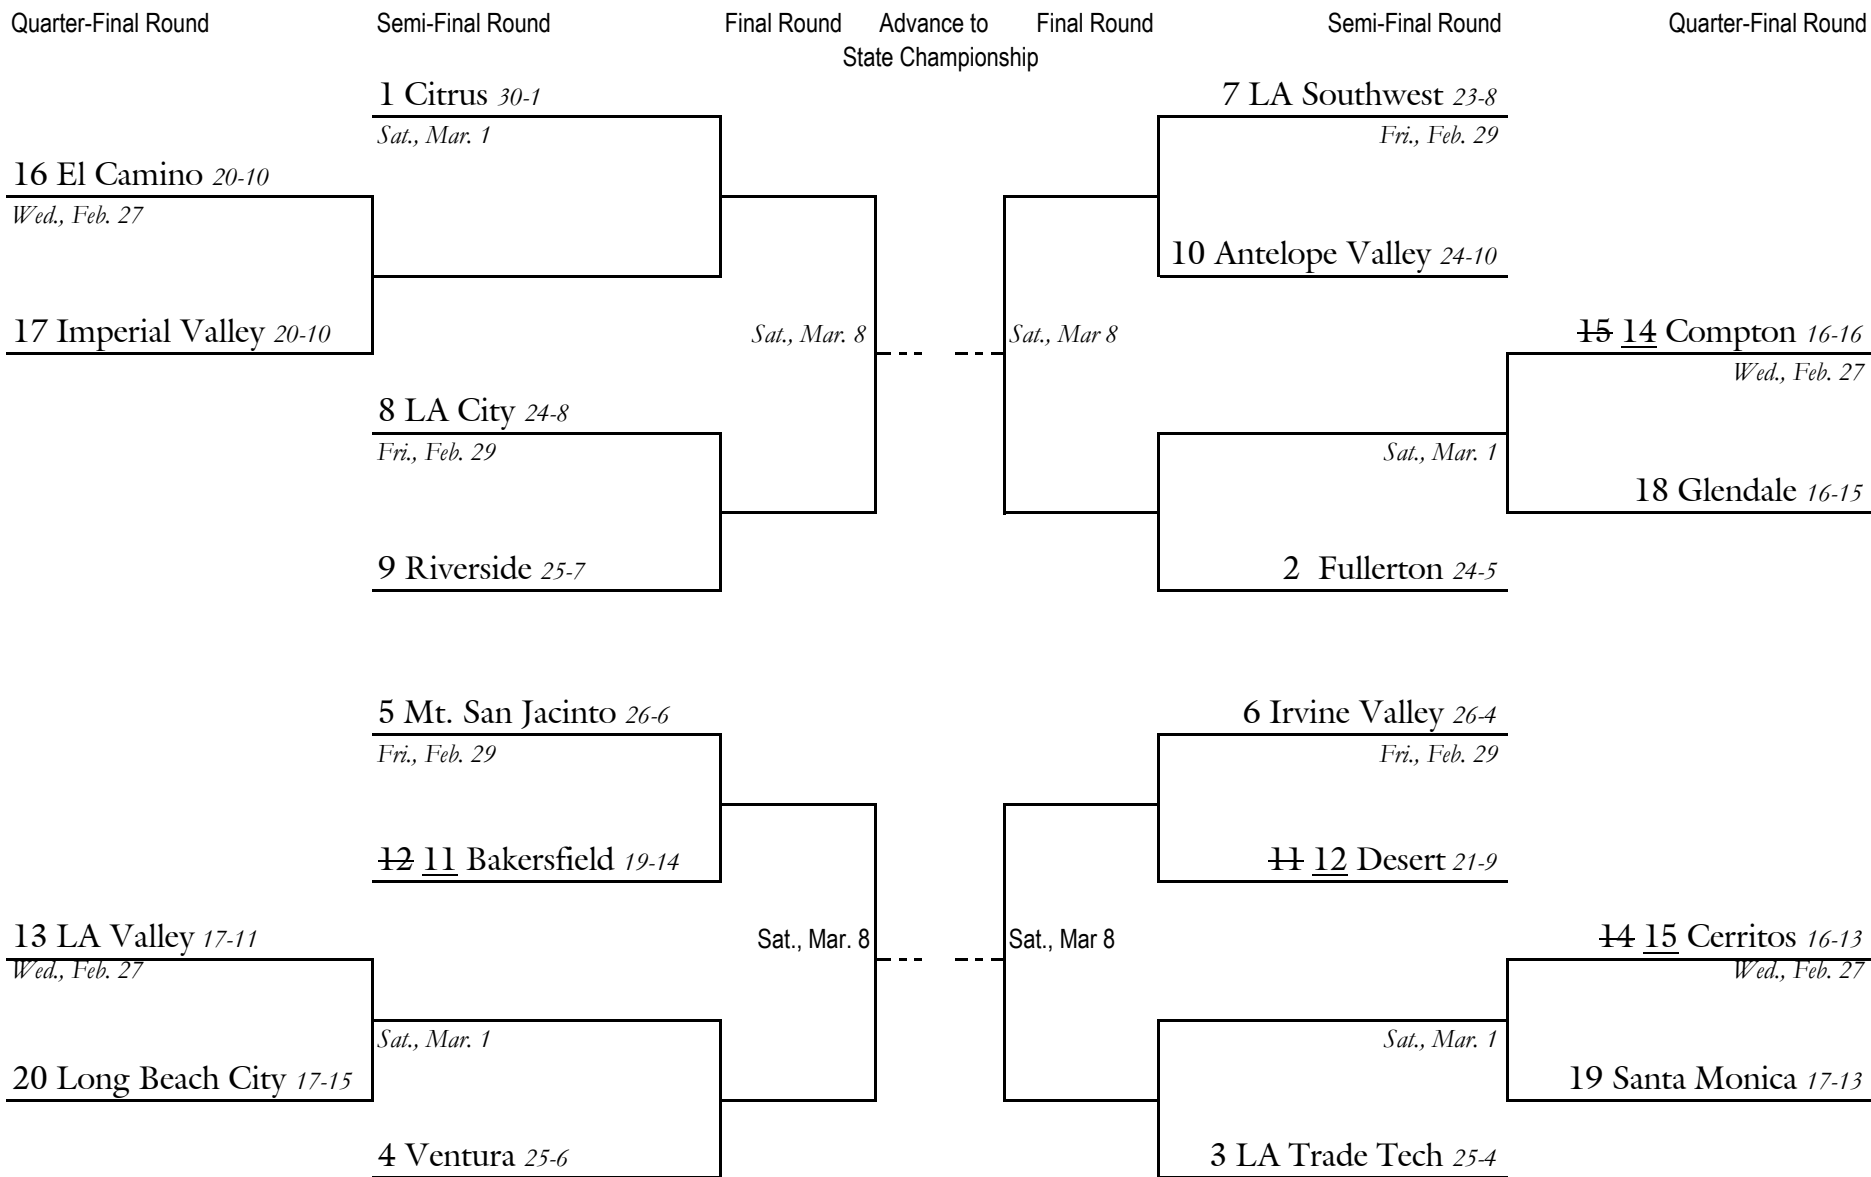 Quarter-Final Round Semi-Final Round Final Round Advance to Final Round Semi-Final Round Quarter-Final Round
State Championship
1 Citrus 30-1 7 LA Southwest 23-8
Sat., Mar. 1 Fri., Feb. 29
16 El Camino 20-10
Wed., Feb. 27
10 Antelope Valley 24-10
17 Imperial Valley 20-10 Sat., Mar. 8 Sat., Mar 8 15 14 Compton 16-16
Wed., Feb. 27
8 LA City 24-8
Fri., Feb. 29 Sat., Mar. 1
18 Glendale 16-15
9 Riverside 25-7 2 Fullerton 24-5
5 Mt. San Jacinto 26-6 6 Irvine Valley 26-4
Fri., Feb. 29 Fri., Feb. 29
12 11 Bakersfield 19-14 11 12 Desert 21-9
13 LA Valley 17-11 Sat., Mar. 8 Sat., Mar 8 14 15 Cerritos 16-13
Wed., Feb. 27 Wed., Feb. 27
Sat., Mar. 1 Sat., Mar. 1
20 Long Beach City 17-15 19 Santa Monica 17-13
4 Ventura 25-6 3 LA Trade Tech 25-4